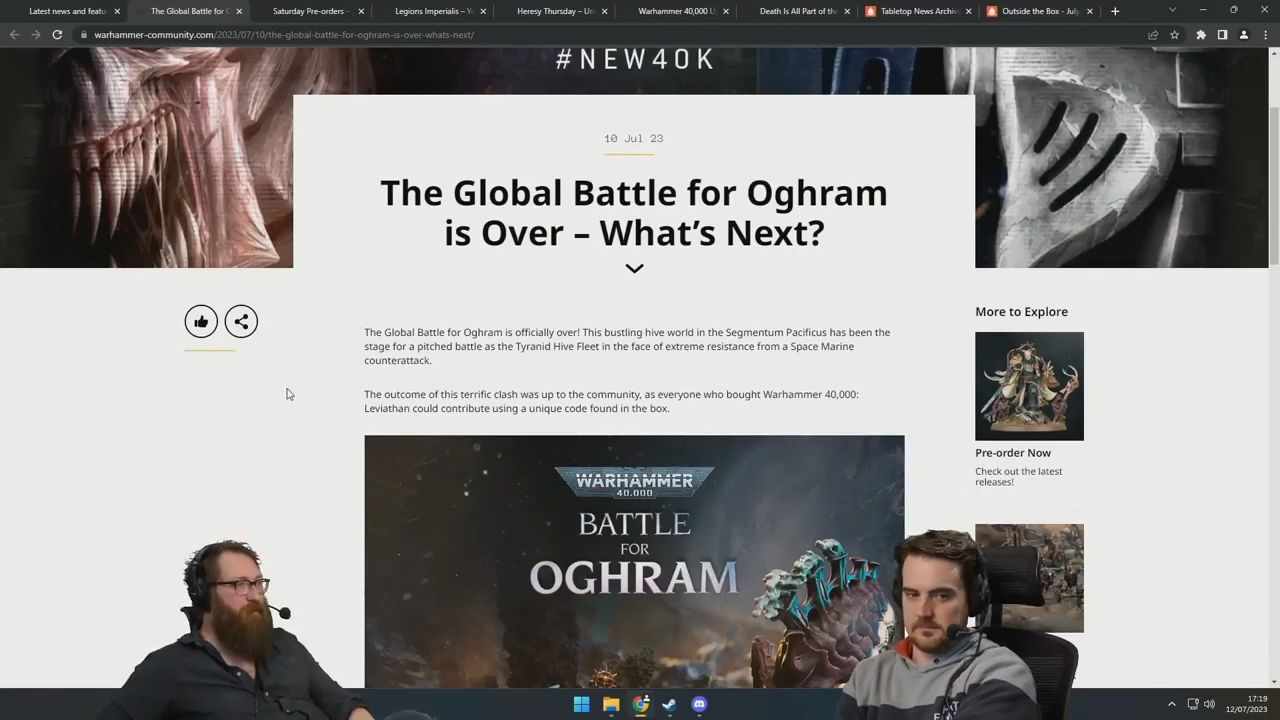 Latest news and featu
The Global Battle for O
Saturday Pre-orders –
Legions Imperialis – Yo
Heresy Thursday – Un
Warhammer 40,000 U
Death Is All Part of the
Tabletop News Archive
Outside the Box - July
warhammer-community.com/2023/07/10/the-global-battle-for-oghram-is-over-whats-next/
#NEW40K
10 Jul 23
The Global Battle for Oghram
is Over – What's Next?
The Global Battle for Oghram is officially over! This bustling hive world in the Segmentum Pacificus has been the
stage for a pitched battle as the Tyranid Hive Fleet in the face of extreme resistance from a Space Marine
counterattack.
The outcome of this terrific clash was up to the community, as everyone who bought Warhammer 40,000:
Leviathan could contribute using a unique code found in the box.
More to Explore
Pre-order Now
Check out the latest
releases!
WARHAMMER
40,000
BATTLE
FOR
OGHRAM
17:19
12/07/2023